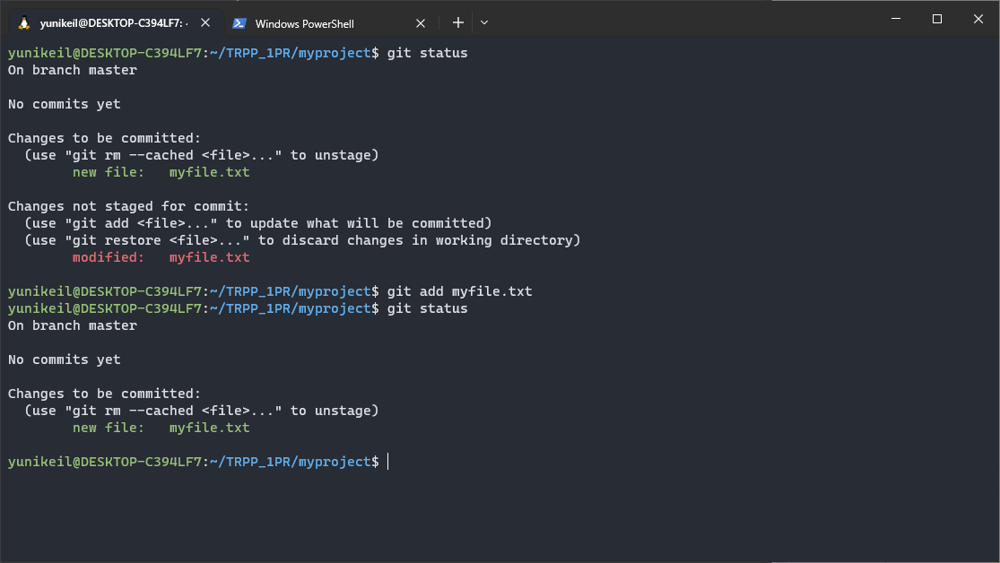 yunikeil@DESKTOP-C394LF7: ·
Windows PowerShell
yunikeil@DESKTOP-C394LF7:~/TRPP_1PR/myproject$ git status
On branch master
No commits yet
Changes to be committed:
  (use "git rm --cached <file>..." to unstage)
        new file:   myfile.txt
Changes not staged for commit:
  (use "git add <file>..." to update what will be committed)
  (use "git restore <file>..." to discard changes in working directory)
        modified:   myfile.txt
yunikeil@DESKTOP-C394LF7:~/TRPP_1PR/myproject$ git add myfile.txt
yunikeil@DESKTOP-C394LF7:~/TRPP_1PR/myproject$ git status
On branch master
No commits yet
Changes to be committed:
  (use "git rm --cached <file>..." to unstage)
        new file:   myfile.txt
yunikeil@DESKTOP-C394LF7:~/TRPP_1PR/myproject$